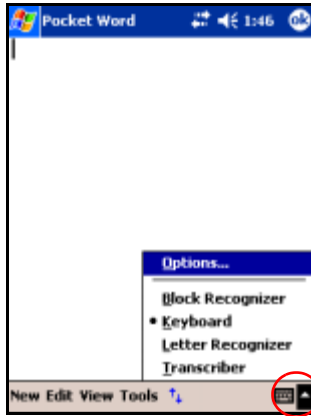 Pocket Word 1:46 ok
Options...
Block Recognizer
Keyboard
Letter Recognizer
Transcriber
New Edit View Tools